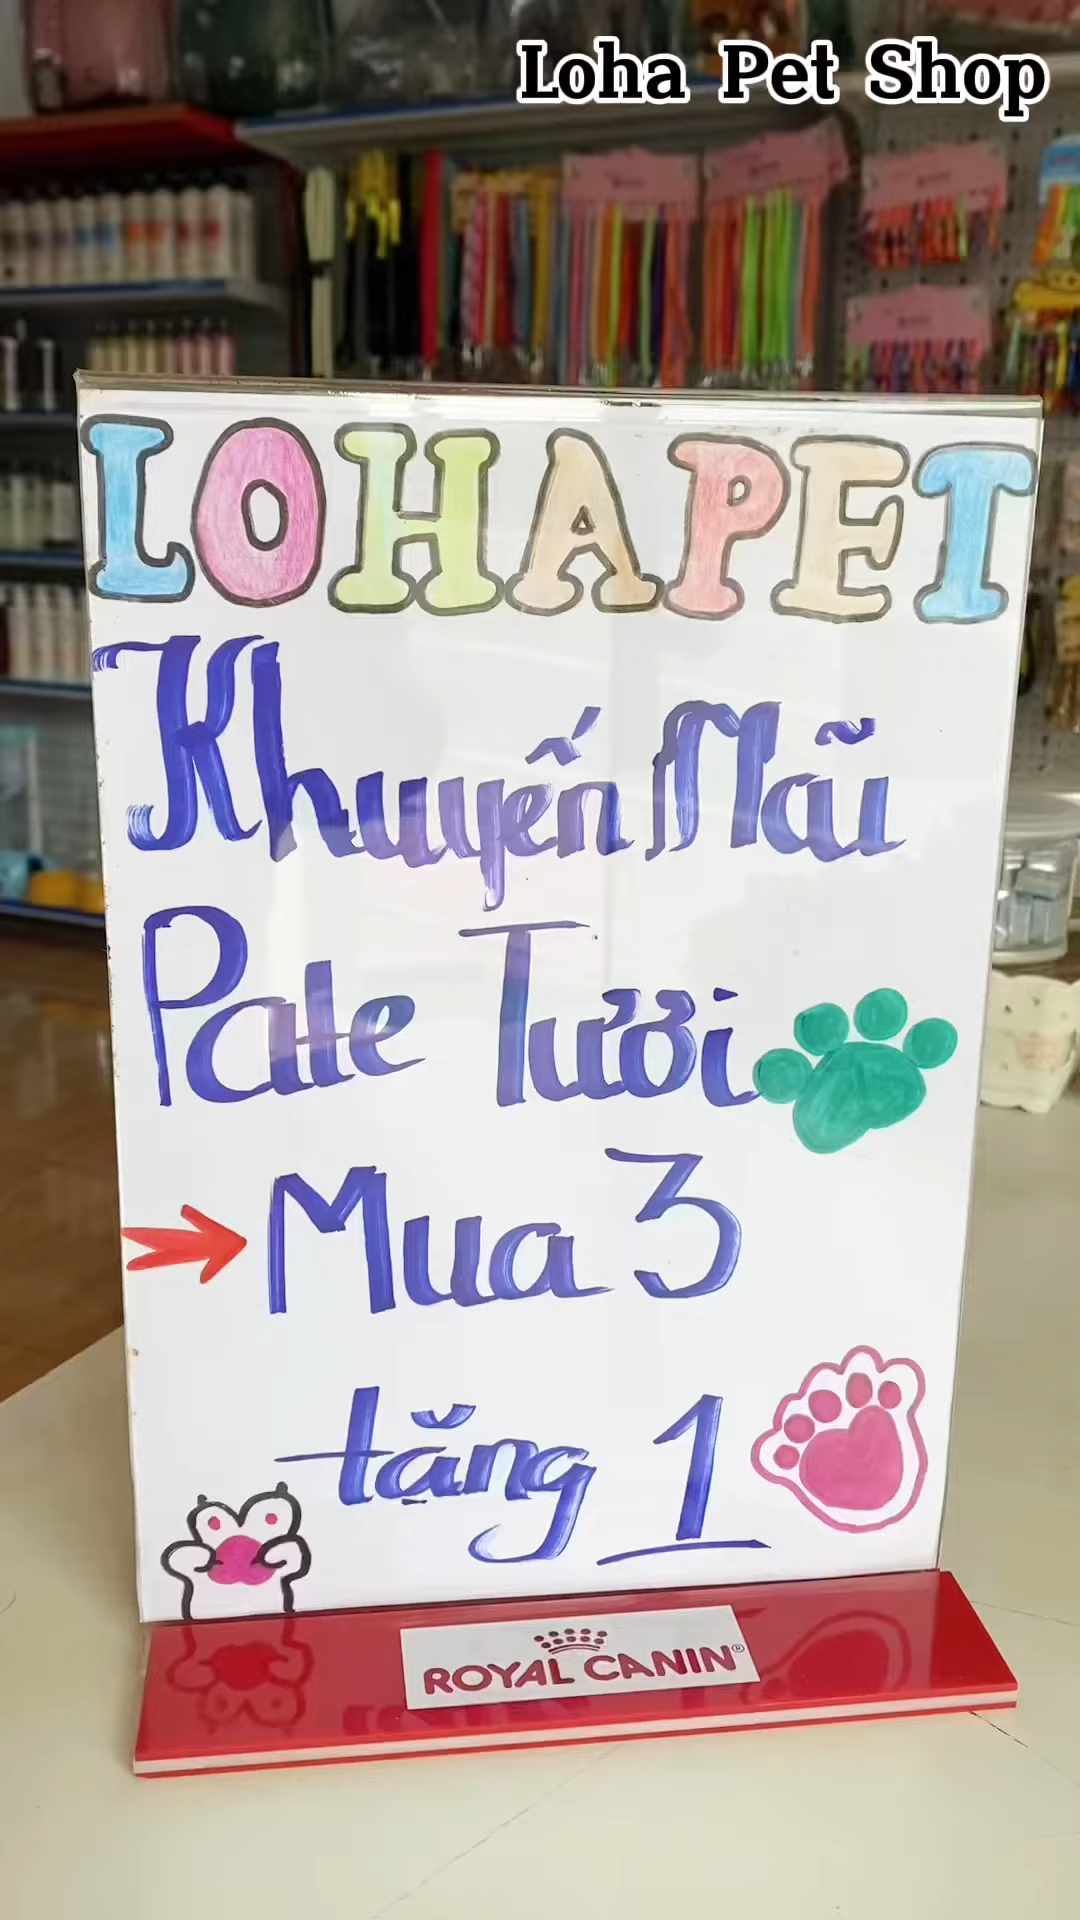 Loha Pet Shop
LOHAPET
Khuyến Mãi
Pate Tươi
Mua 3
tặng 1
ROYAL CANIN®